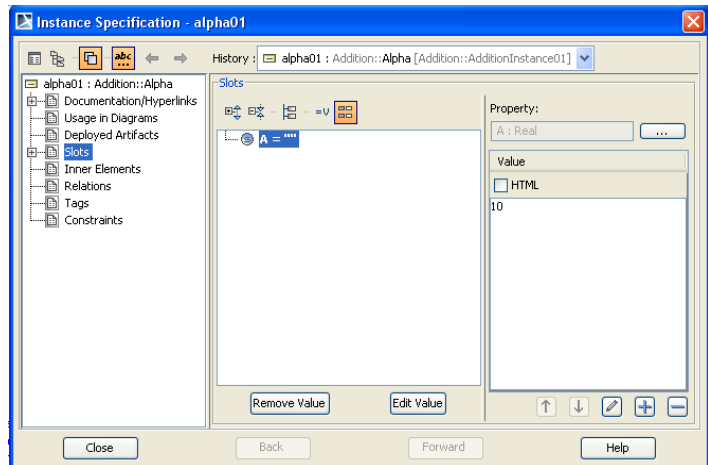 Instance Specification - alpha01
abc
History : alpha01 : Addition::Alpha [Addition::AdditionInstance01]
alpha01 : Addition::Alpha
Documentation/Hyperlinks
Usage in Diagrams
Deployed Artifacts
Slots
Inner Elements
Relations
Tags
Constraints
Slots
=v
A = ""
Remove Value
Edit Value
Property:
A : Real
...
Value
HTML
10
Close
Back
Forward
Help